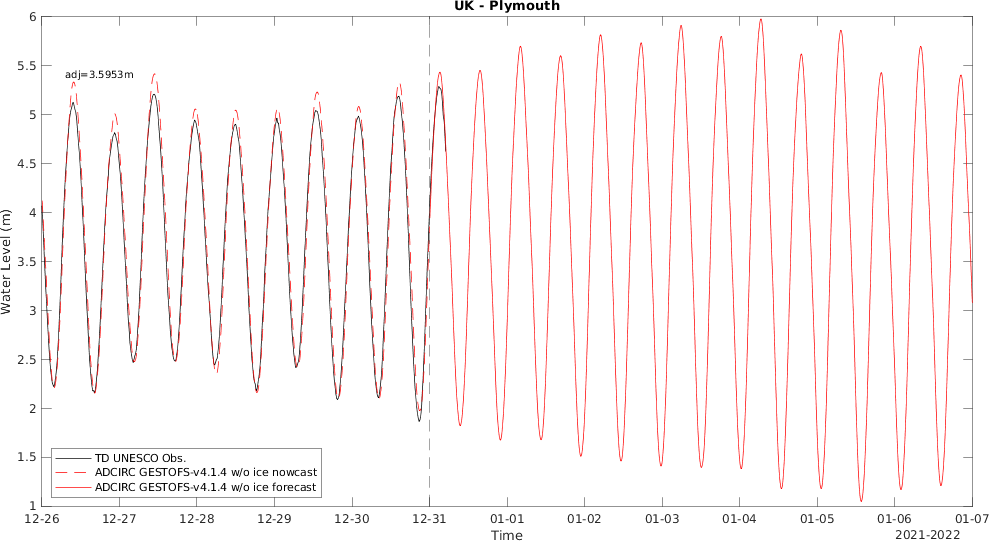 UK - Plymouth
adj=3.5953m
Water Level (m)
6
5.5
5
4.5
4
3.5
3
2.5
2
1.5
1
TD UNESCO Obs.
ADCIRC GESTOFS-v4.1.4 w/o ice nowcast
ADCIRC GESTOFS-v4.1.4 w/o ice forecast
12-26 12-27 12-28 12-29 12-30 12-31 01-01 01-02 01-03 01-04 01-05 01-06 01-07
Time
2021-2022